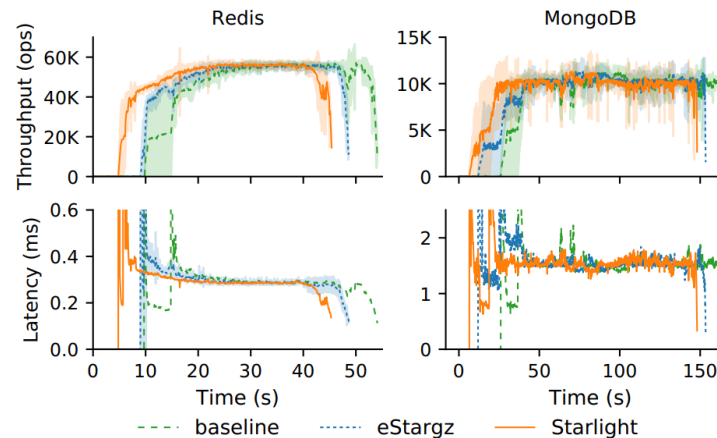 Redis
MongoDB
Throughput (ops)
60K
40K
20K
0
15K
10K
5K
0
Latency (ms)
0.6
0.4
0.2
0.0
2
1
0
0 10 20 30 40 50
0 50 100 150
Time (s)
Time (s)
baseline eStargz Starlight